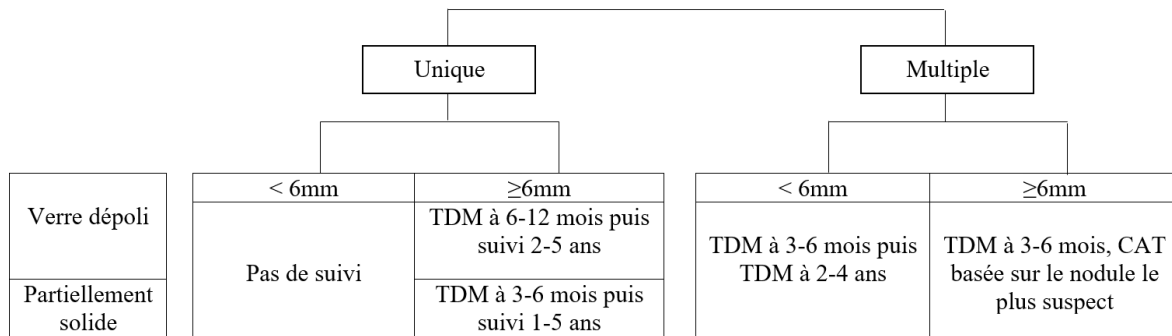 Unique
Multiple
Verre dépoli
Partiellement
solide
< 6mm
≥6mm
Pas de suivi
TDM à 6-12 mois puis
suivi 2-5 ans
TDM à 3-6 mois puis
suivi 1-5 ans
< 6mm
≥6mm
TDM à 3-6 mois puis
TDM à 2-4 ans
TDM à 3-6 mois, CAT
basée sur le nodule le
plus suspect